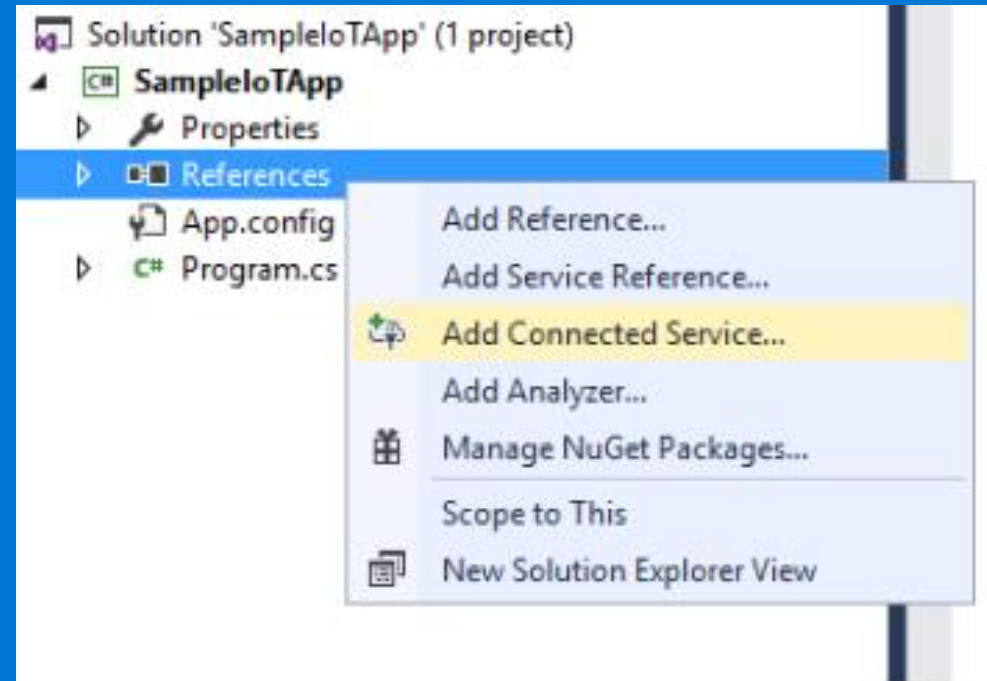 Solution 'SampleIoTApp' (1 project)
C# SampleIoTApp
Properties
References
App.config
C# Program.cs
Add Reference...
Add Service Reference...
Add Connected Service...
Add Analyzer...
Manage NuGet Packages...
Scope to This
New Solution Explorer View